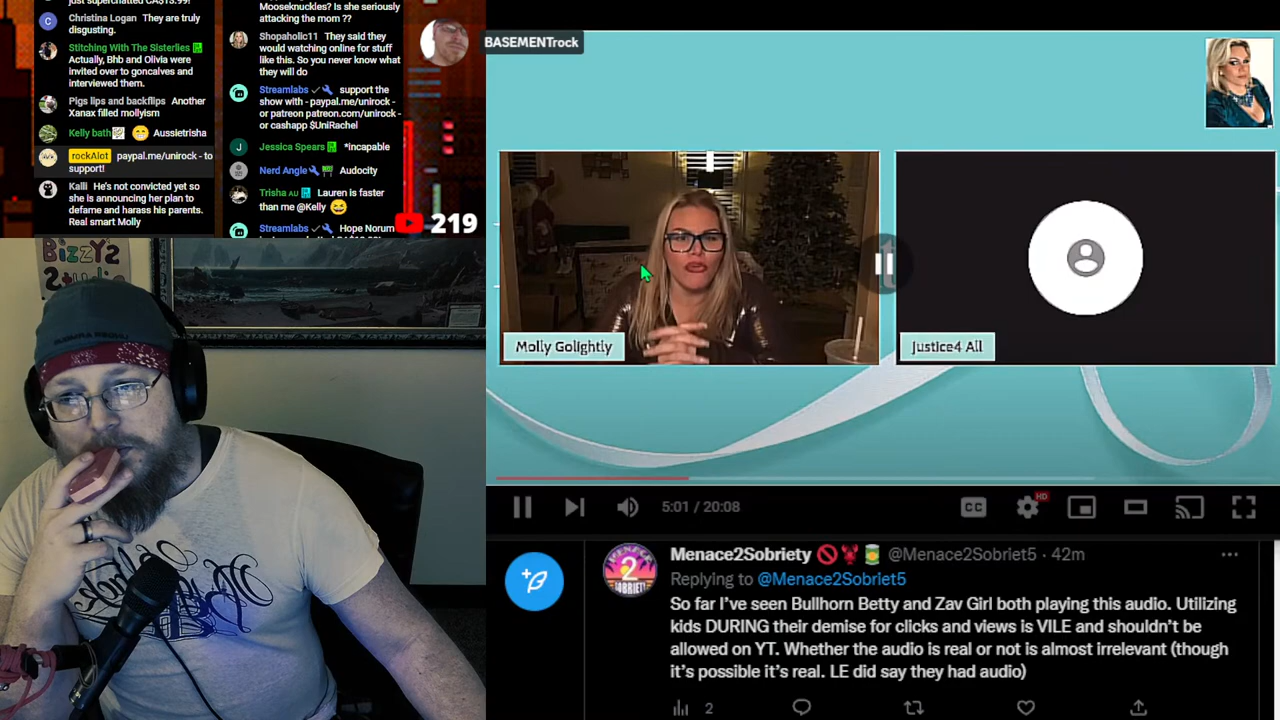 just superchatted CA$13.99!
Christina Logan They are truly
disgusting.
Stitching With The Sisterlies
Actually, Bhb and Olivia were
invited over to goncalves and
interviewed them.
Pigs lips and backflips Another
Xanax filled mollyism
Kelly bath Aussietrisha
rockAlot paypal.me/unirock - to
support!
Kalli He's not convicted yet so
she is announcing her plan to
defame and harass his parents.
Real smart Molly
Mooseknuckles? Is she seriously
attacking the mom ??
Shopaholic11 They said they
would watching online for stuff
like this. So you never know what
they will do
Streamlabs support the
show with - paypal.me/unirock -
or patreon patreon.com/unirock -
or cashapp $UniRachel
Jessica Spears *incapable
Nerd Angle Audocity
Trisha AU Lauren is faster
than me @Kelly
Streamlabs Hope Norum
219
BASEMENTrock
Molly Golightly
Justice4 All
5:01 / 20:08
CC
HD
BIZZY'S
Menace2Sobriety @Menace2Sobriet5 · 42m
Replying to @Menace2Sobriet5
So far I've seen Bullhorn Betty and Zav Girl both playing this audio. Utilizing
kids DURING their demise for clicks and views is VILE and shouldn't be
allowed on YT. Whether the audio is real or not is almost irrelevant (though
it's possible it's real. LE did say they had audio)
2